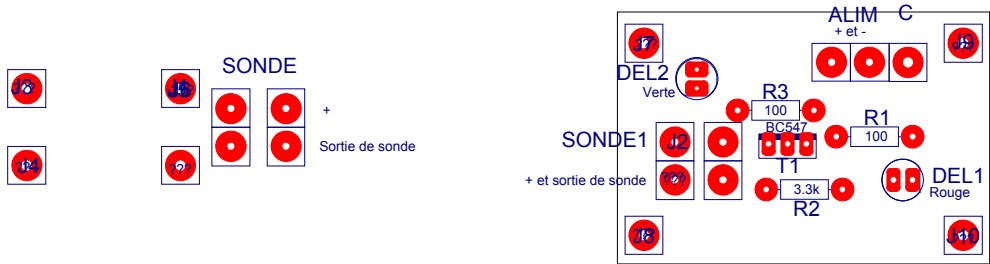 J3
J4
???
SONDE
+
Sortie de sonde
ALIM
C
+ et -
J7
J9
DEL2
Verte
R3
100
BC547
R1
100
SONDE1
J2
T1
+ et sortie de sonde
???
3.3k
R2
DEL1
Rouge
J8
J10